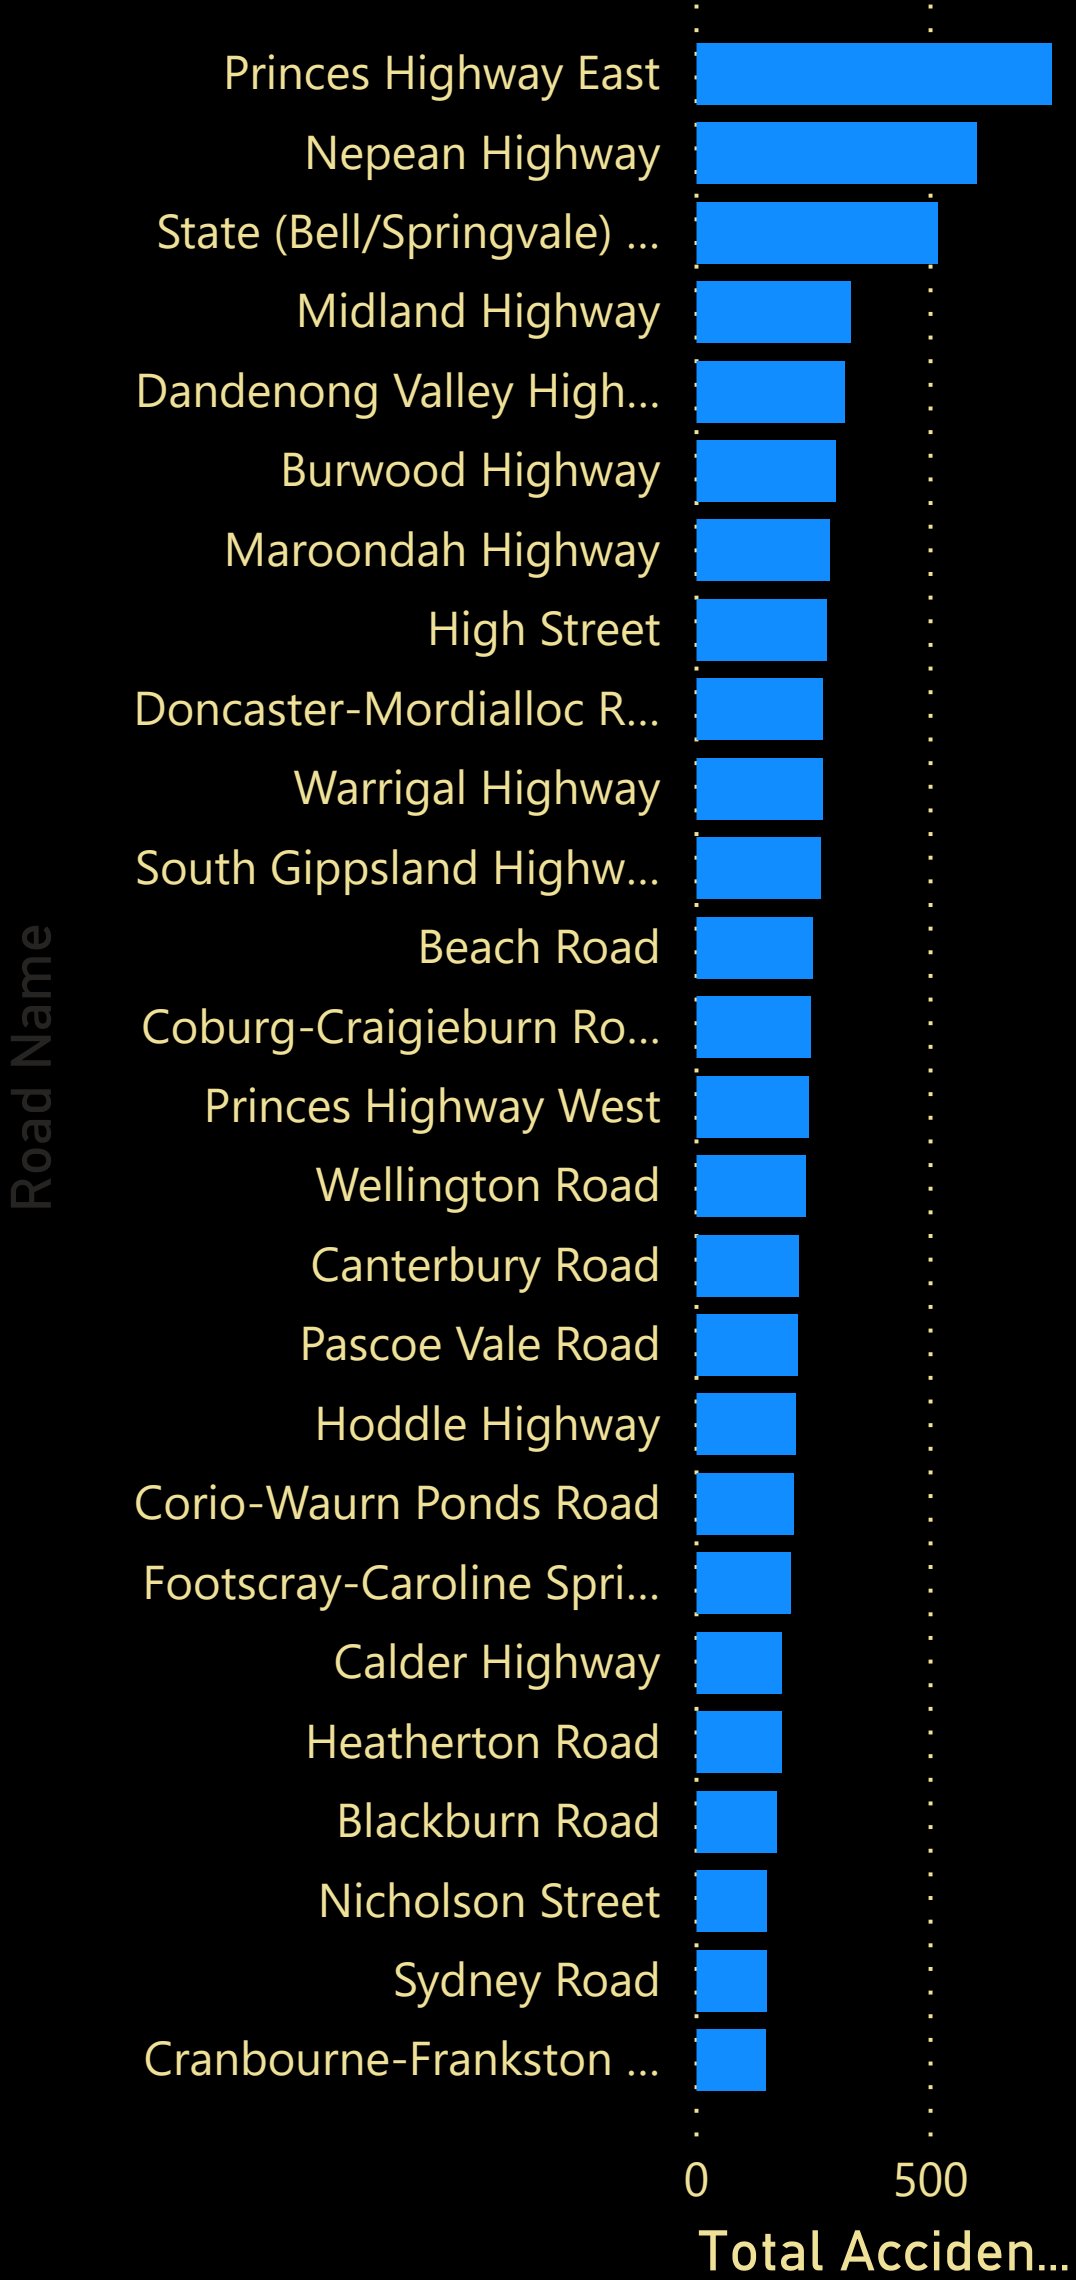 Princes Highway East
Nepean Highway
State (Bell/Springvale) ...
Midland Highway
Dandenong Valley High...
Burwood Highway
Maroondah Highway
High Street
Doncaster-Mordialloc R...
Warrigal Highway
South Gippsland Highw...
Beach Road
Coburg-Craigieburn Ro...
Princes Highway West
Wellington Road
Canterbury Road
Pascoe Vale Road
Hoddle Highway
Corio-Waurn Ponds Road
Footscray-Caroline Spri...
Calder Highway
Heatherton Road
Blackburn Road
Nicholson Street
Sydney Road
Cranbourne-Frankston ...
Road Name
0 500
Total Acciden...